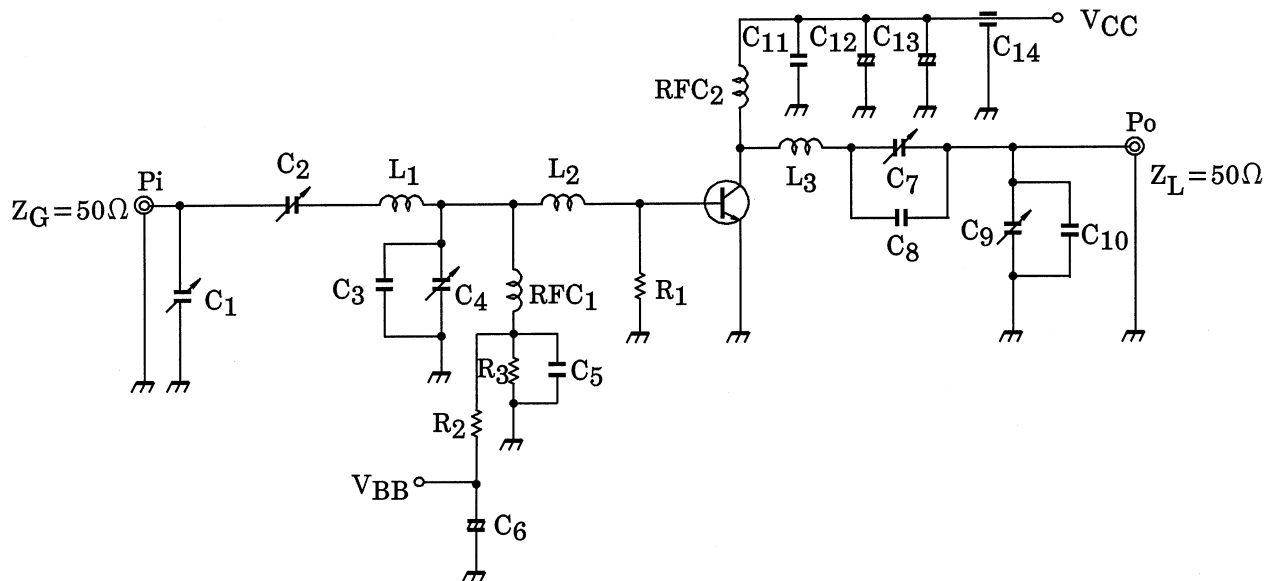 VCC
C11
C12
C13
C14
RFC2
Po
C2
L1
L2
L3
C7
ZL=50Ω
Pi
ZG=50Ω
C8
C9
C10
C1
C3
C4
RFC1
R1
R3
C5
R2
VBB
C6